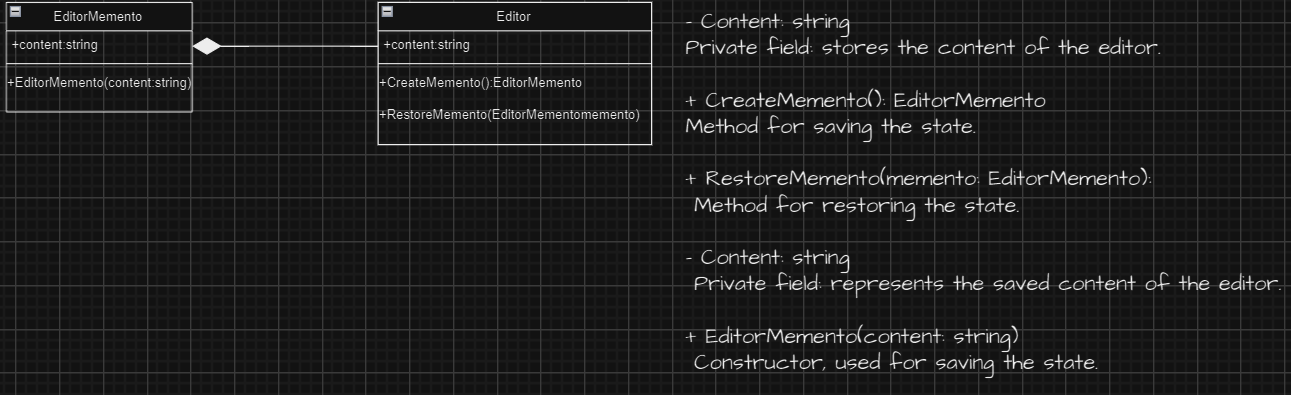 EditorMemento
+content:string
+EditorMemento(content:string)
Editor
+content:string
+CreateMemento():EditorMemento
+RestoreMemento(EditorMementomemento)
- Content: string
Private field: stores the content of the editor.
+ CreateMemento(): EditorMemento
Method for saving the state.
+ RestoreMemento(memento: EditorMemento):
Method for restoring the state.
- Content: string
Private field: represents the saved content of the editor.
+ EditorMemento(content: string)
Constructor, used for saving the state.